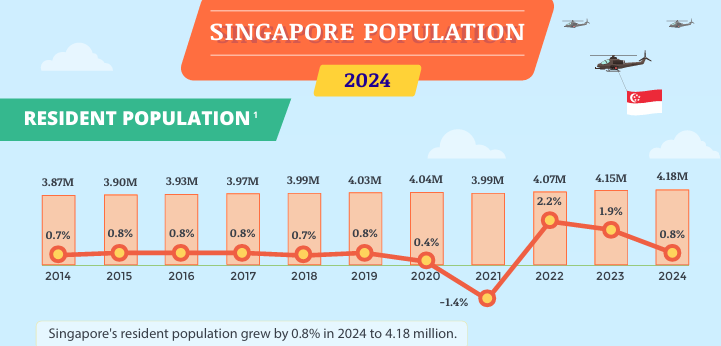 SINGAPORE POPULATION
2024
RESIDENT POPULATION¹
3.87M 3.90M 3.93M 3.97M 3.99M 4.03M 4.04M 3.99M 4.07M 4.15M 4.18M
0.7% 0.8% 0.8% 0.8% 0.7% 0.8% 0.4% -1.4% 2.2% 1.9% 0.8%
2014 2015 2016 2017 2018 2019 2020 2021 2022 2023 2024
Singapore's resident population grew by 0.8% in 2024 to 4.18 million.